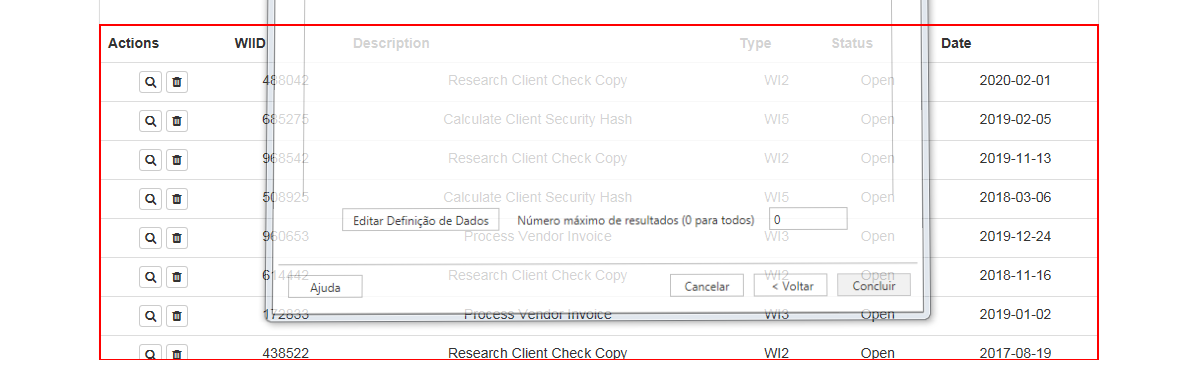 Actions WIID Description Type Status Date
488042 Research Client Check Copy WI2 Open 2020-02-01
685275 Calculate Client Security Hash WI5 Open 2019-02-05
968542 Research Client Check Copy WI2 Open 2019-11-13
508925 Calculate Client Security Hash WI5 Open 2018-03-06
Editar Definição de Dados Número máximo de resultados (0 para todos) 0
960653 Process Vendor Invoice WI3 Open 2019-12-24
614442 Research Client Check Copy WI2 Open 2018-11-16
Ajuda Cancelar < Voltar Concluir
172833 Process Vendor Invoice WI3 Open 2019-01-02
438522 Research Client Check Copy WI2 Open 2017-08-19